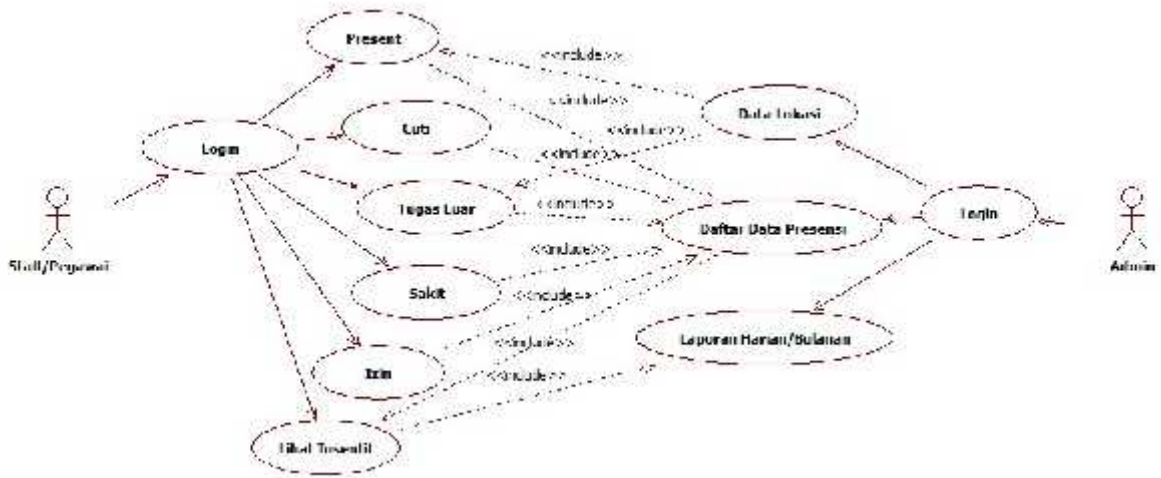 Present
<<include>>
<<include>>
Data Lokasi
Cuti
<<include>>
Login
<<include>>
Tugas Luar
<<include>>
Daftar Data Presensi
Login
Staff/Pegawai
Admin
<<include>>
Sakit
<<include>>
Laporan Harian/Bulanan
<<include>>
Izin
<<include>>
Lihat